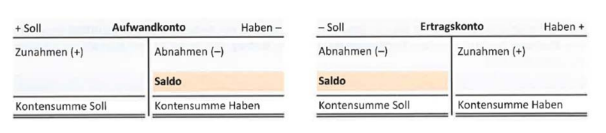 + Soll Aufwandkonto Haben –
Zunahmen (+) Abnahmen (–)
Saldo
Kontensumme Soll Kontensumme Haben
– Soll Ertragskonto Haben +
Abnahmen (–) Zunahmen (+)
Saldo
Kontensumme Soll Kontensumme Haben